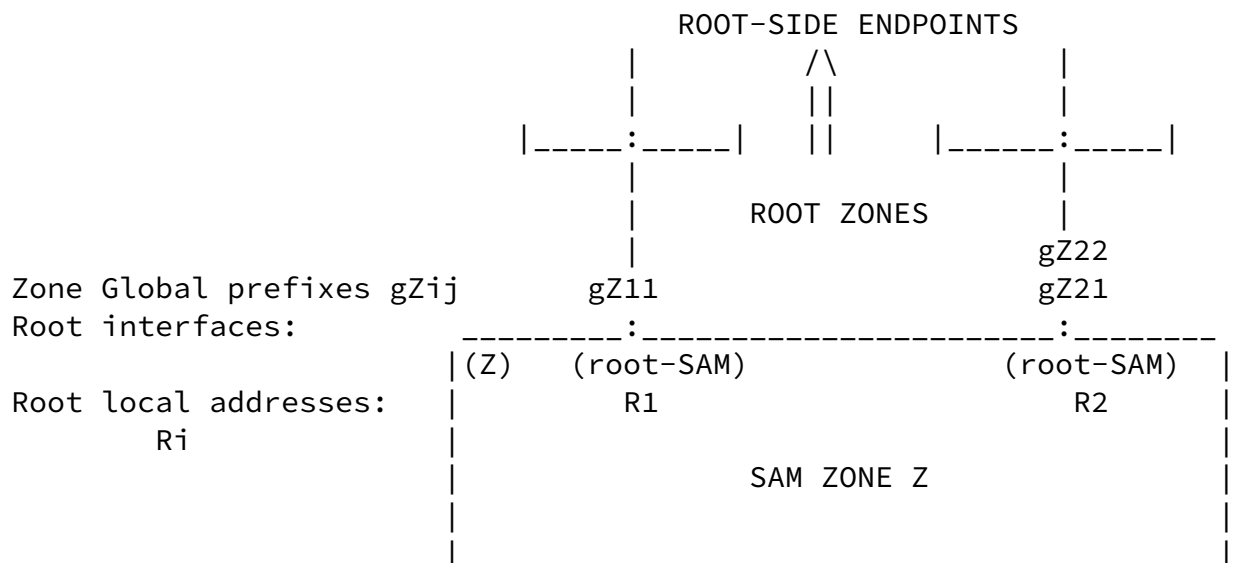 ROOT-SIDE ENDPOINTS
ROOT ZONES
gZ22
Zone Global prefixes gZij gZ11 gZ21
Root interfaces:
(Z) (root-SAM) (root-SAM)
Root local addresses: R1 R2
Ri
SAM ZONE Z